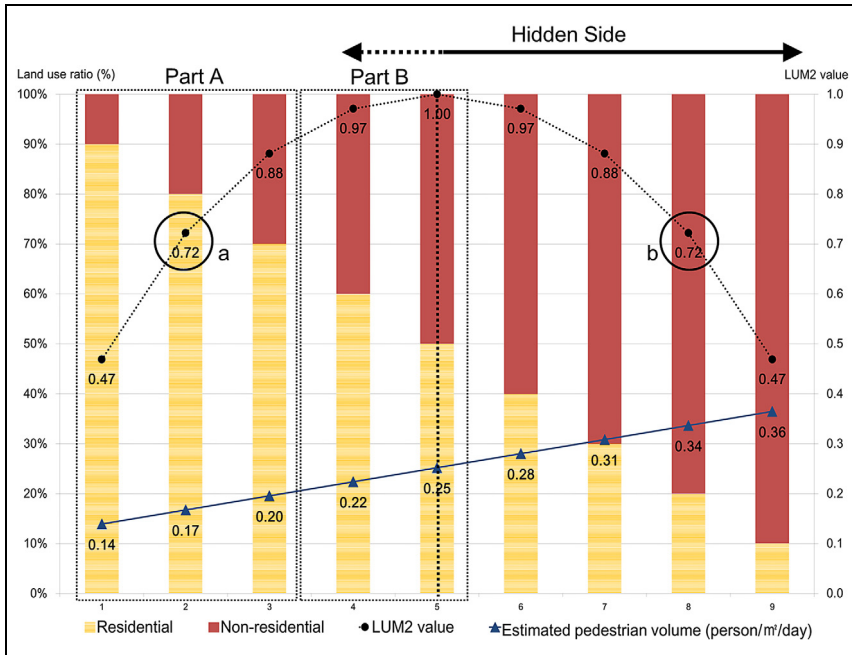 Hidden Side
Land use ratio (%) Part A Part B LUM2 value
100% 1.0
90% 0.9
80% 0.8
70% 0.7
60% 0.6
50% 0.5
40% 0.4
30% 0.3
20% 0.2
10% 0.1
0% 0.0
0.47 0.72 0.88 0.97 1.00 0.97 0.88 0.72 0.47
a b
0.14 0.17 0.20 0.22 0.25 0.28 0.31 0.34 0.36
1 2 3 4 5 6 7 8 9
Residential Non-residential LUM2 value Estimated pedestrian volume (person/㎡/day)